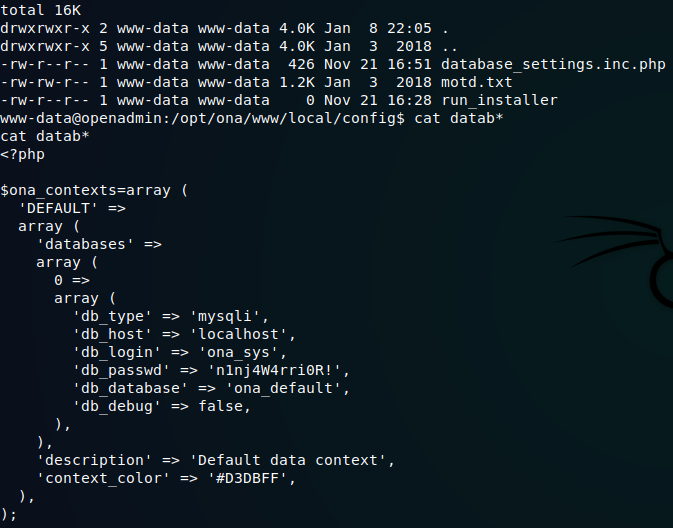 total 16K
drwxrwxr-x 2 www-data www-data 4.0K Jan  8 22:05 .
drwxrwxr-x 5 www-data www-data 4.0K Jan  3  2018 ..
-rw-r--r-- 1 www-data www-data  426 Nov 21 16:51 database_settings.inc.php
-rw-rw-r-- 1 www-data www-data 1.2K Jan  3  2018 motd.txt
-rw-r--r-- 1 www-data www-data    0 Nov 21 16:28 run_installer
www-data@openadmin:/opt/ona/www/local/config$ cat datab*
cat datab*
<?php

$ona_contexts=array (
  'DEFAULT' =>
  array (
    'databases' =>
    array (
      0 =>
      array (
        'db_type' => 'mysqli',
        'db_host' => 'localhost',
        'db_login' => 'ona_sys',
        'db_passwd' => 'n1nj4W4rri0R!',
        'db_database' => 'ona_default',
        'db_debug' => false,
      ),
    ),
    'description' => 'Default data context',
    'context_color' => '#D3DBFF',
  ),
);